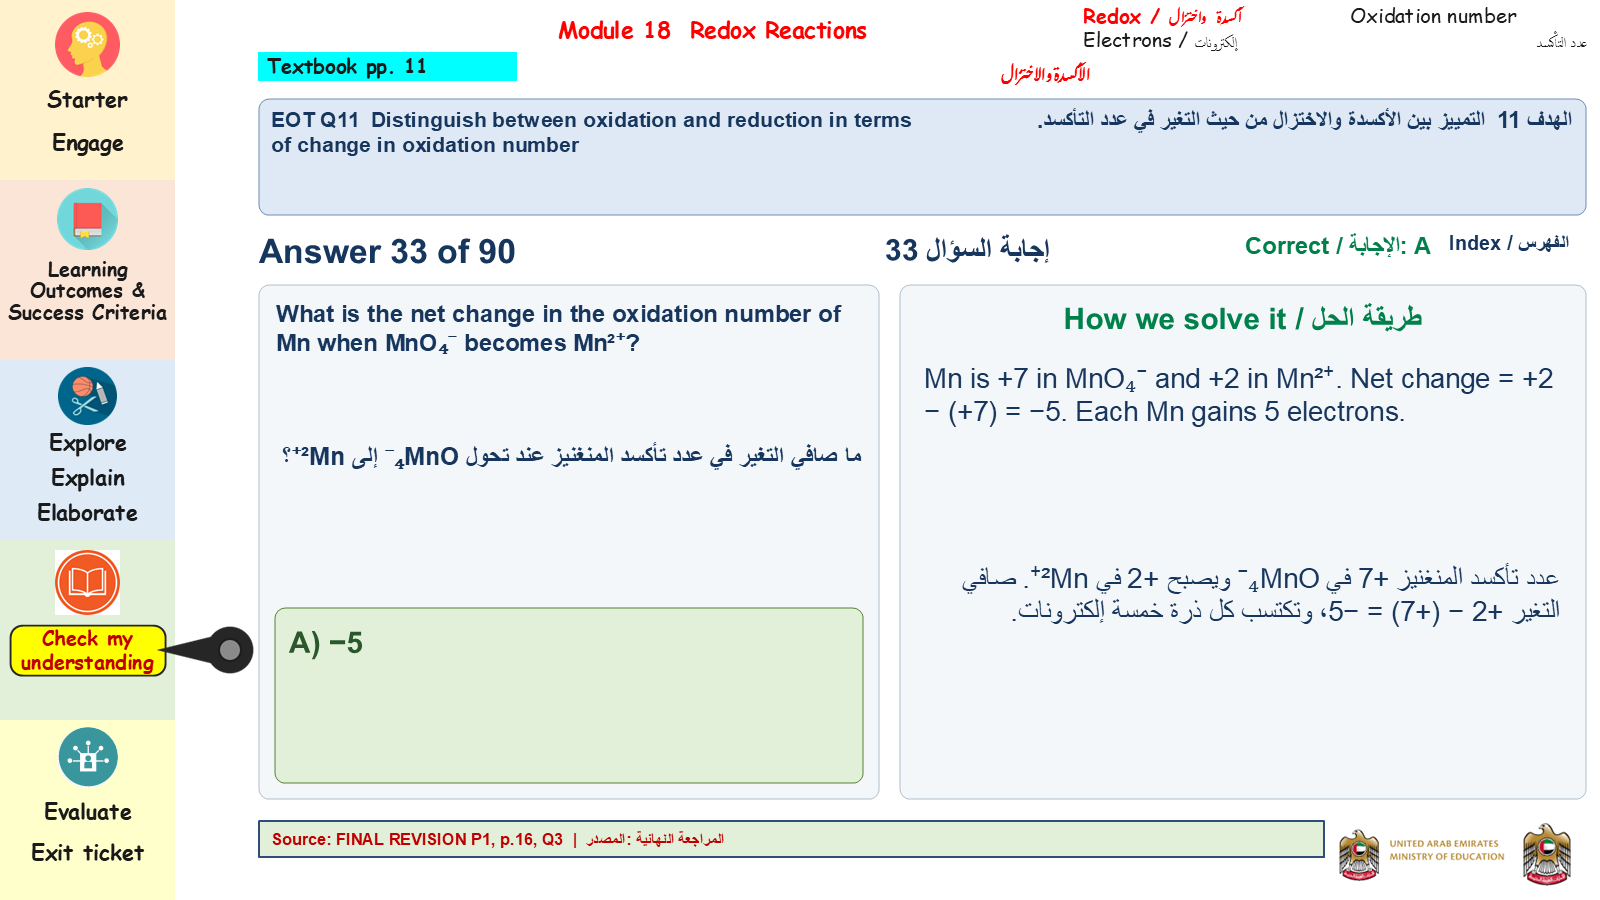 Starter
Engage
Learning
Outcomes &
Success Criteria
Explore
Explain
Elaborate
Check my
understanding
Evaluate
Exit ticket
Module 18 Redox Reactions
Redox / أكسدة واختزال
Electrons / إلكترونات
Oxidation number
عدد التأكسد
Textbook pp. 11
الأكسدة والاختزال
EOT Q11 Distinguish between oxidation and reduction in terms
of change in oxidation number
الهدف 11 التمييز بين الأكسدة والاختزال من حيث التغير في عدد التأكسد.
Answer 33 of 90
إجابة السؤال 33
Correct / الإجابة: A
Index / الفهرس
What is the net change in the oxidation number of
Mn when MnO₄⁻ becomes Mn²⁺?
ما صافي التغير في عدد تأكسد المنغنيز عند تحول MnO₄⁻ إلى Mn²⁺؟
A) −5
How we solve it / طريقة الحل
Mn is +7 in MnO₄⁻ and +2 in Mn²⁺. Net change = +2
− (+7) = −5. Each Mn gains 5 electrons.
عدد تأكسد المنغنيز +7 في MnO₄⁻ ويصبح +2 في Mn²⁺. صافي
التغير +2 − (+7) = −5، وتكتسب كل ذرة خمسة إلكترونات.
Source: FINAL REVISION P1, p.16, Q3 | المراجعة النهائية :المصدر
UNITED ARAB EMIRATES
MINISTRY OF EDUCATION